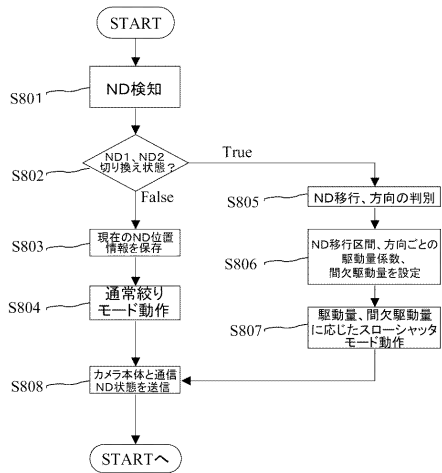 START
S801
ND検知
S802
ND1、ND2
切り換え状態？
True
False
S803
現在のND位置
情報を保存
S804
通常絞り
モード動作
S805
ND移行、方向の判別
S806
ND移行区間、方向ごとの
駆動量係数、
間欠駆動量を設定
S807
駆動量、間欠駆動量
に応じたスローシャッタ
モード動作
S808
カメラ本体と通信
ND状態を送信
STARTへ